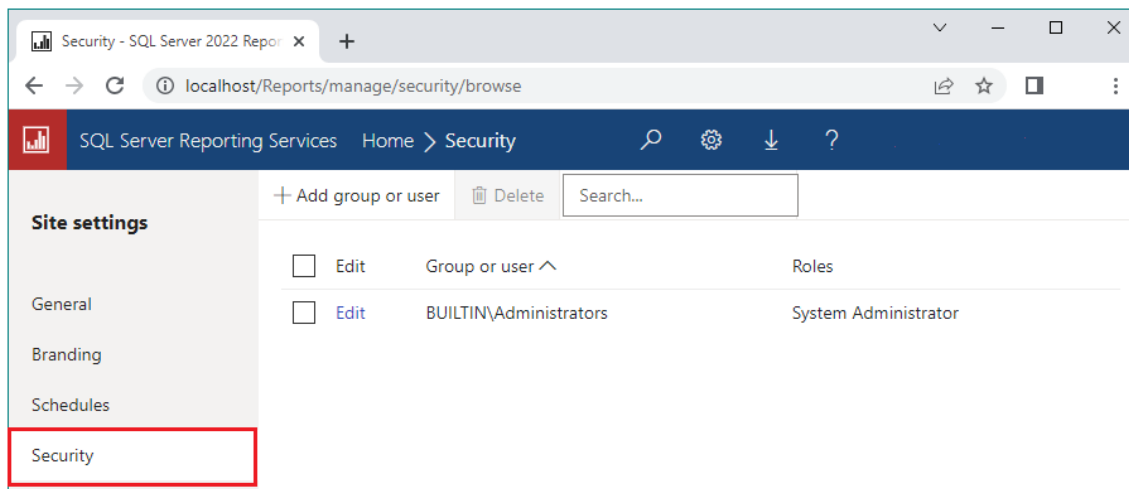 Security - SQL Server 2022 Repor
localhost/Reports/manage/security/browse
SQL Server Reporting Services Home > Security ?
Site settings
+ Add group or user Delete Search...
Edit Group or user Roles
General
Edit BUILTIN\Administrators System Administrator
Branding
Schedules
Security